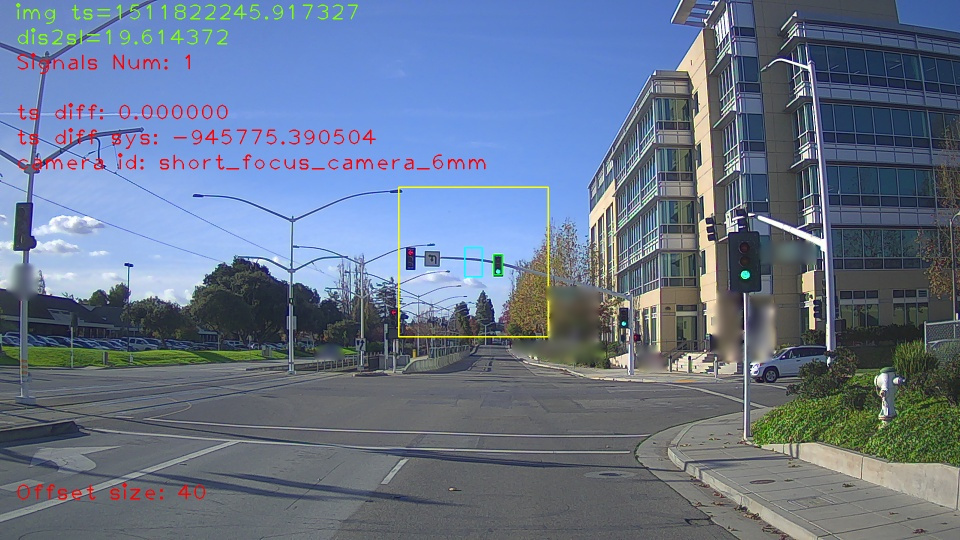 img ts=1511822245.917327
dis2sl=19.614372
Signals Num: 1
ts diff: 0.000000
ts diff sys: -945775.390504
camera id: short_focus_camera_6mm
Offset size: 40